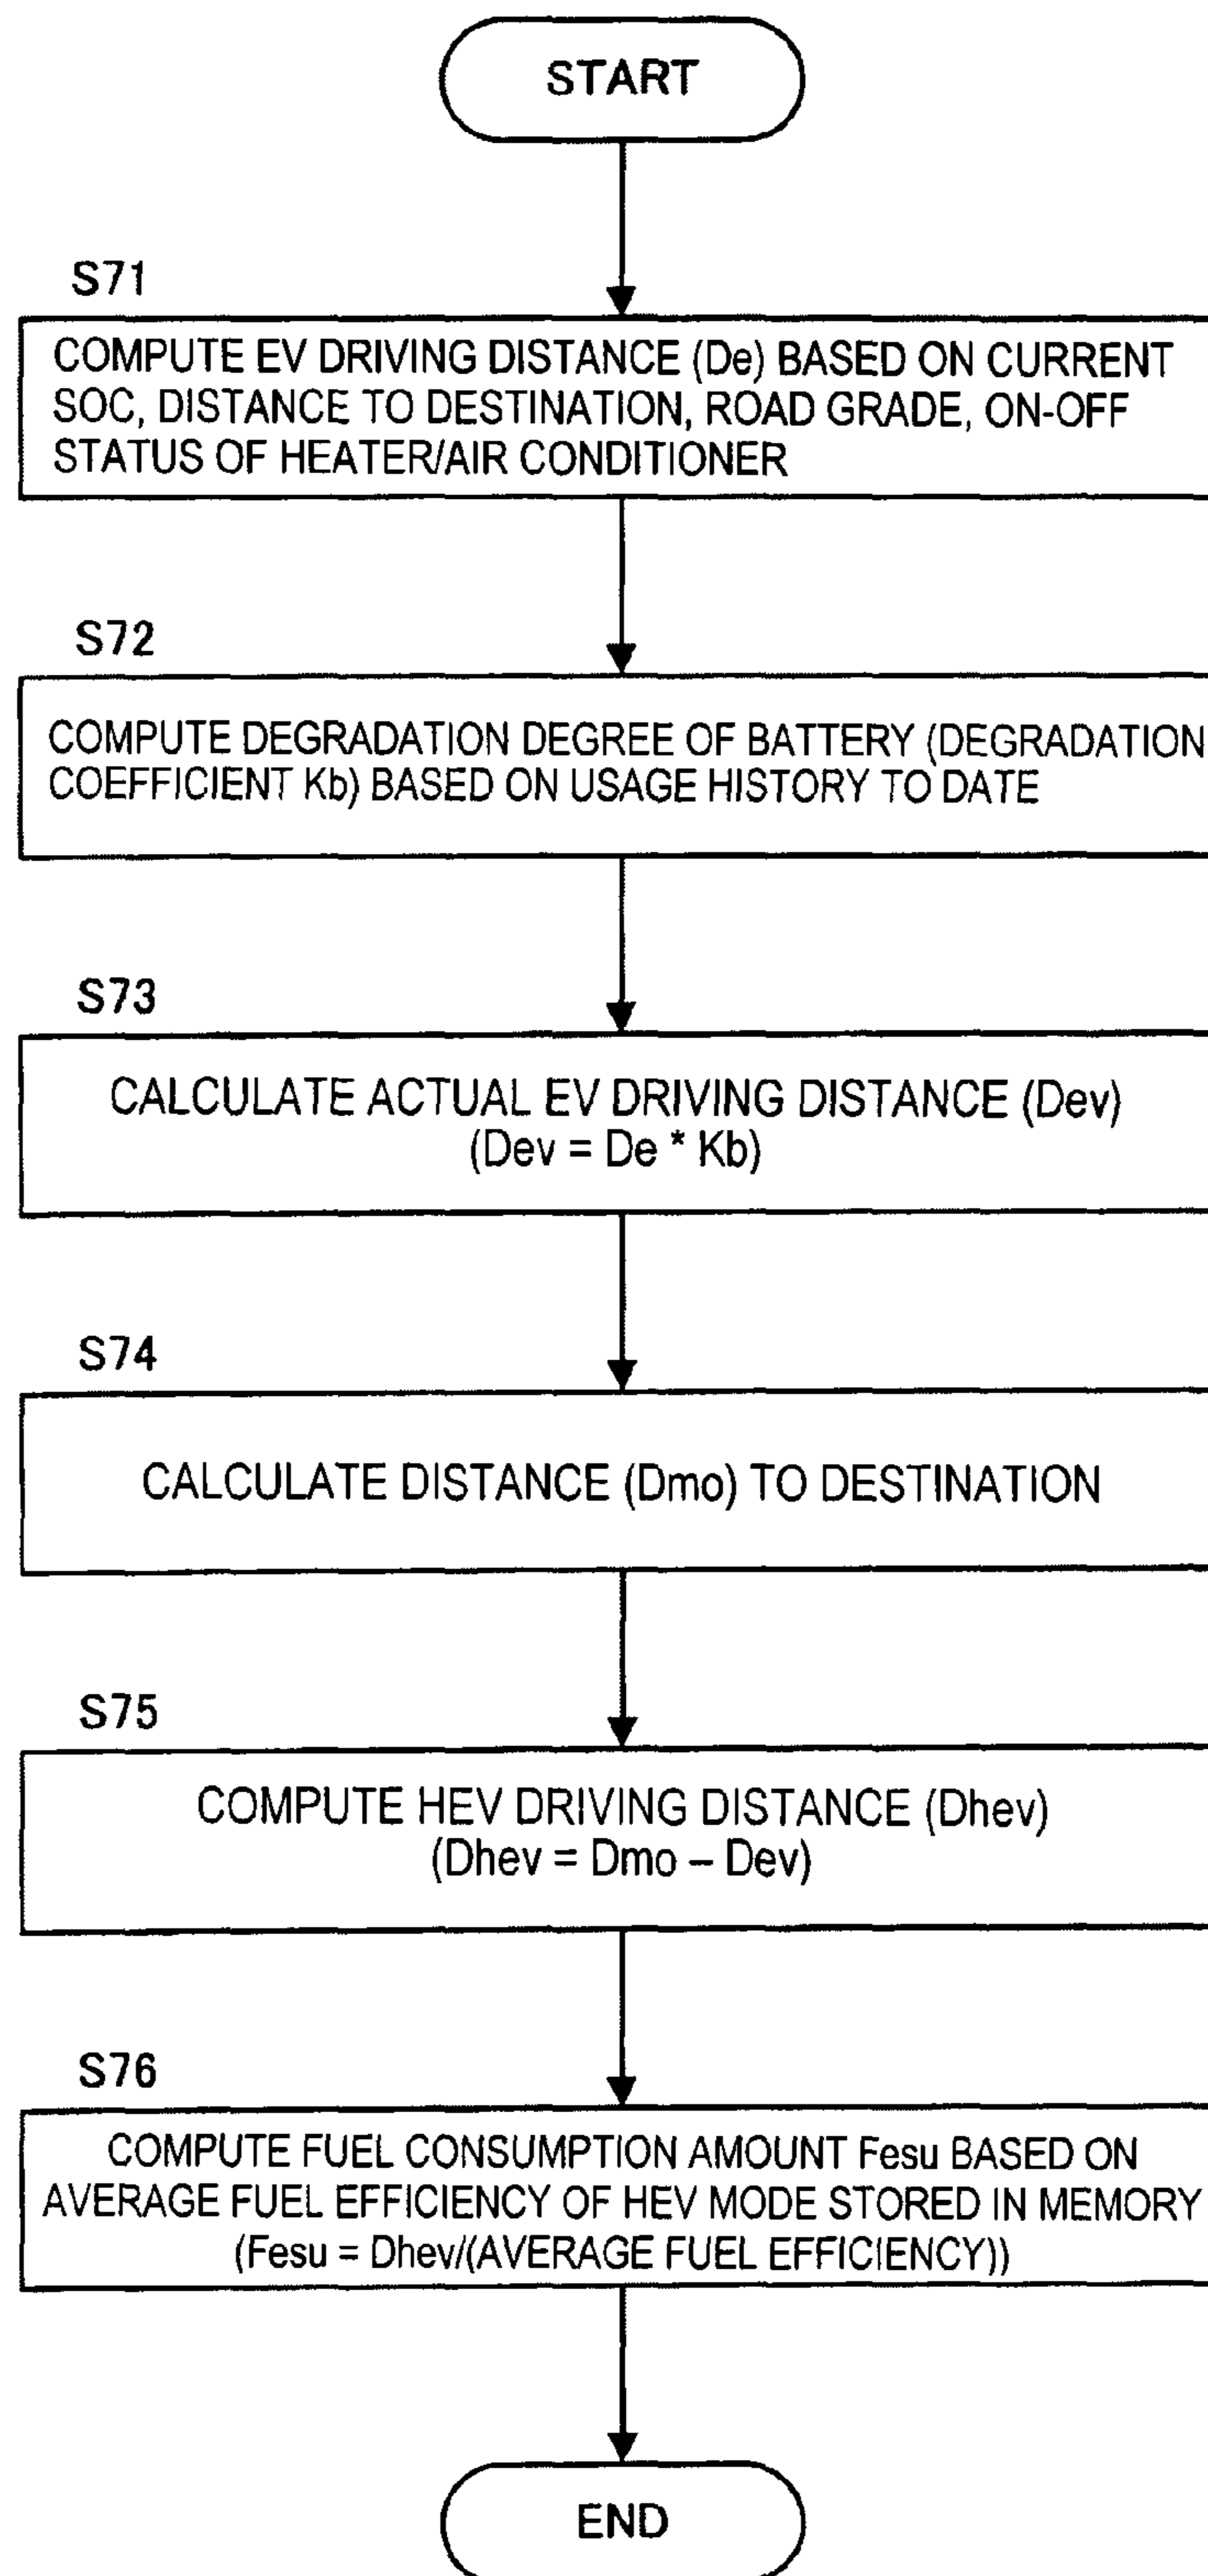 START
S71
COMPUTE EV DRIVING DISTANCE (De) BASED ON CURRENT
SOC, DISTANCE TO DESTINATION, ROAD GRADE, ON-OFF
STATUS OF HEATER/AIR CONDITIONER
S72
COMPUTE DEGRADATION DEGREE OF BATTERY (DEGRADATION
COEFFICIENT Kb) BASED ON USAGE HISTORY TO DATE
S73
CALCULATE ACTUAL EV DRIVING DISTANCE (Dev)
(Dev = De * Kb)
S74
CALCULATE DISTANCE (Dmo) TO DESTINATION
S75
COMPUTE HEV DRIVING DISTANCE (Dhev)
(Dhev = Dmo – Dev)
S76
COMPUTE FUEL CONSUMPTION AMOUNT Fesu BASED ON
AVERAGE FUEL EFFICIENCY OF HEV MODE STORED IN MEMORY
(Fesu = Dhev/(AVERAGE FUEL EFFICIENCY))
END